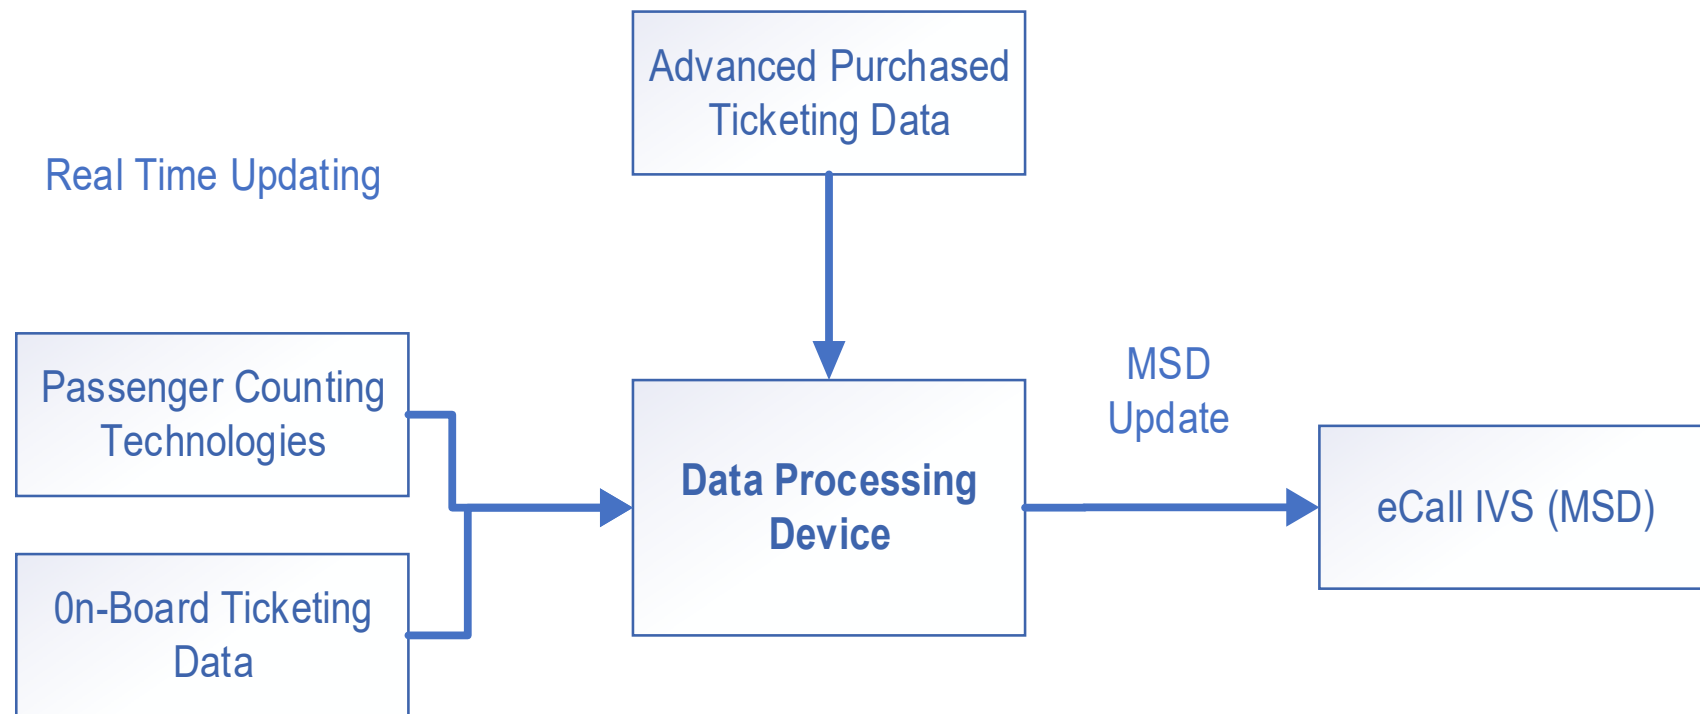 Advanced Purchased
Ticketing Data
Real Time Updating
Passenger Counting
Technologies
MSD
Update
Data Processing
Device
eCall IVS (MSD)
0n-Board Ticketing
Data